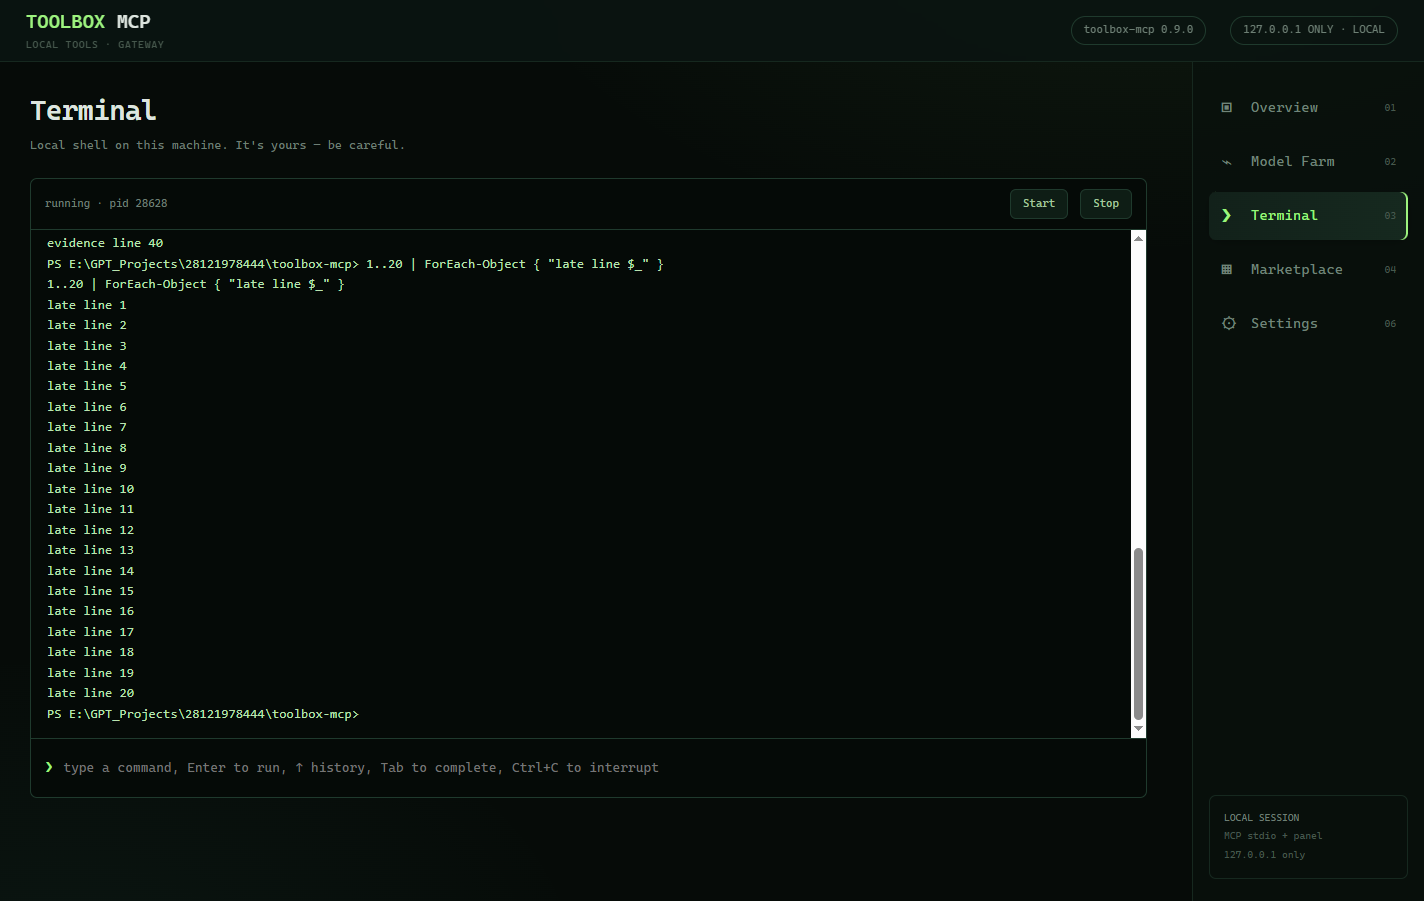 TOOLBOX MCP
LOCAL TOOLS · GATEWAY
toolbox-mcp 0.9.0
127.0.0.1 ONLY · LOCAL
Terminal
Local shell on this machine. It's yours — be careful.
running · pid 28628
Start
Stop
evidence line 40
PS E:\GPT_Projects\28121978444\toolbox-mcp> 1..20 | ForEach-Object { "late line $_" }
1..20 | ForEach-Object { "late line $_" }
late line 1
late line 2
late line 3
late line 4
late line 5
late line 6
late line 7
late line 8
late line 9
late line 10
late line 11
late line 12
late line 13
late line 14
late line 15
late line 16
late line 17
late line 18
late line 19
late line 20
PS E:\GPT_Projects\28121978444\toolbox-mcp>
❯ type a command, Enter to run, ↑ history, Tab to complete, Ctrl+C to interrupt
Overview 01
Model Farm 02
Terminal 03
Marketplace 04
Settings 06
LOCAL SESSION
MCP stdio + panel
127.0.0.1 only